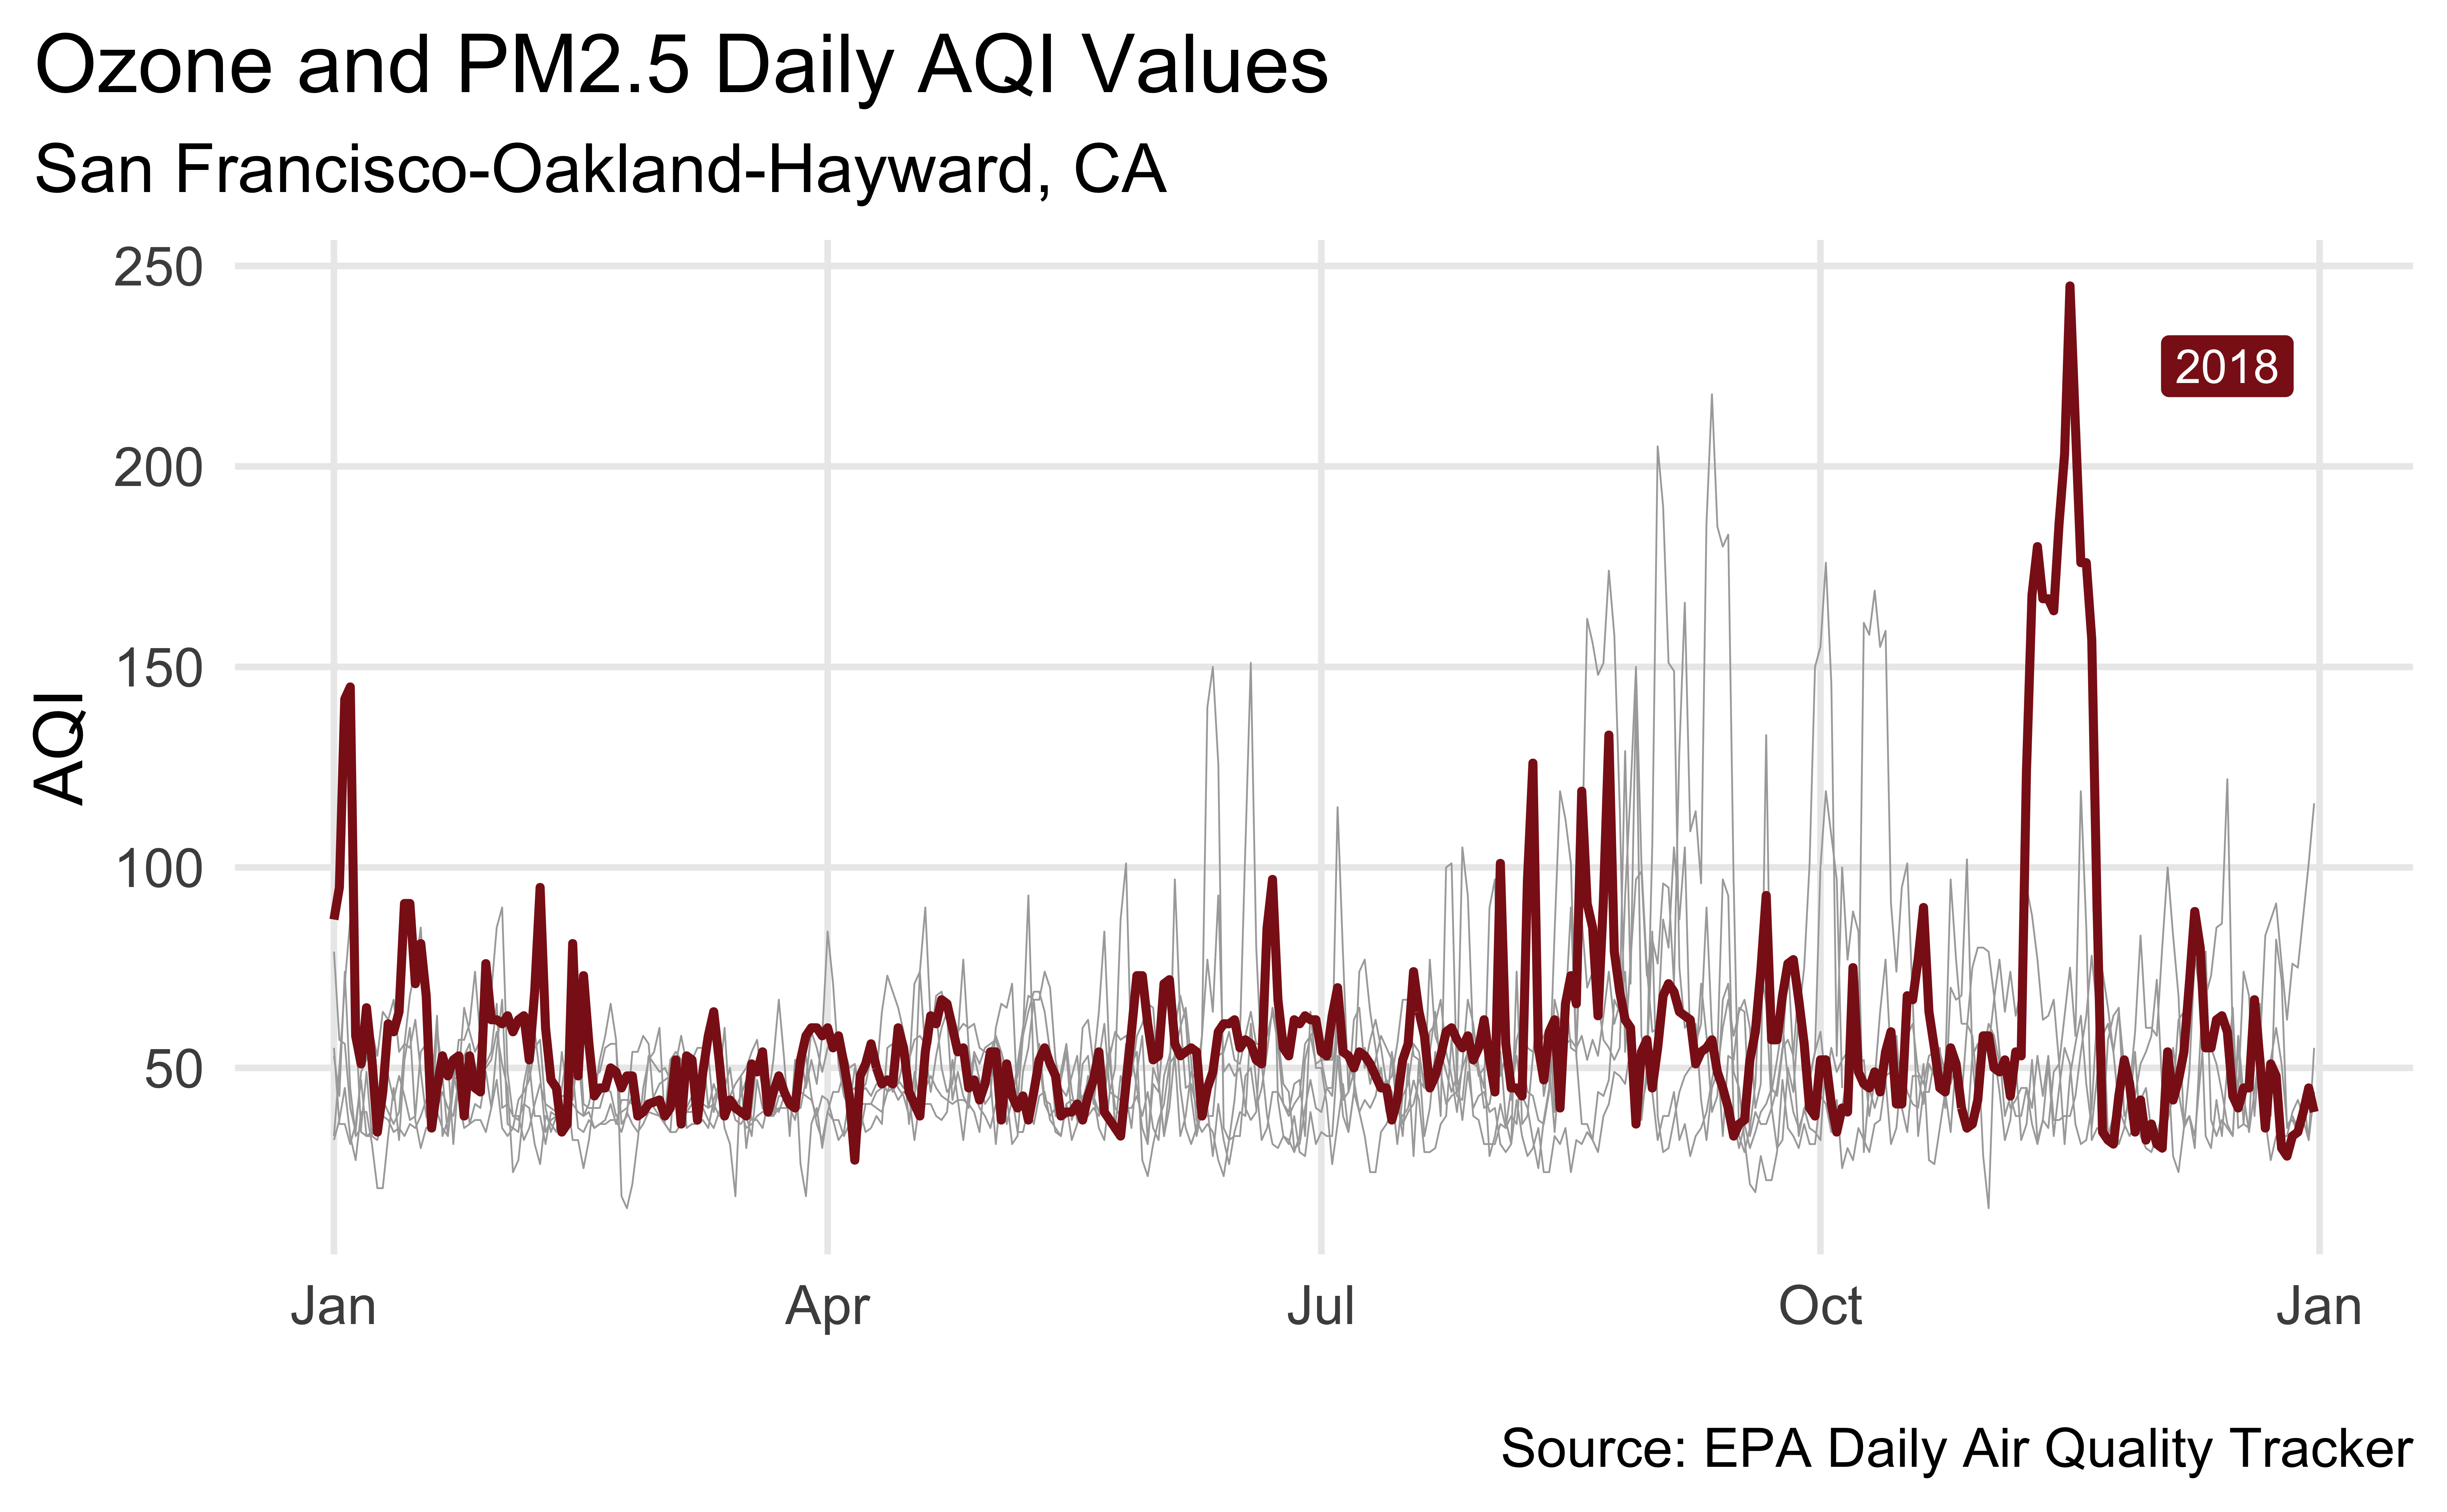 Ozone and PM2.5 Daily AQI Values
San Francisco-Oakland-Hayward, CA
250
2018
200
150
AQI
100
50
Jan Apr Jul Oct Jan
Source: EPA Daily Air Quality Tracker